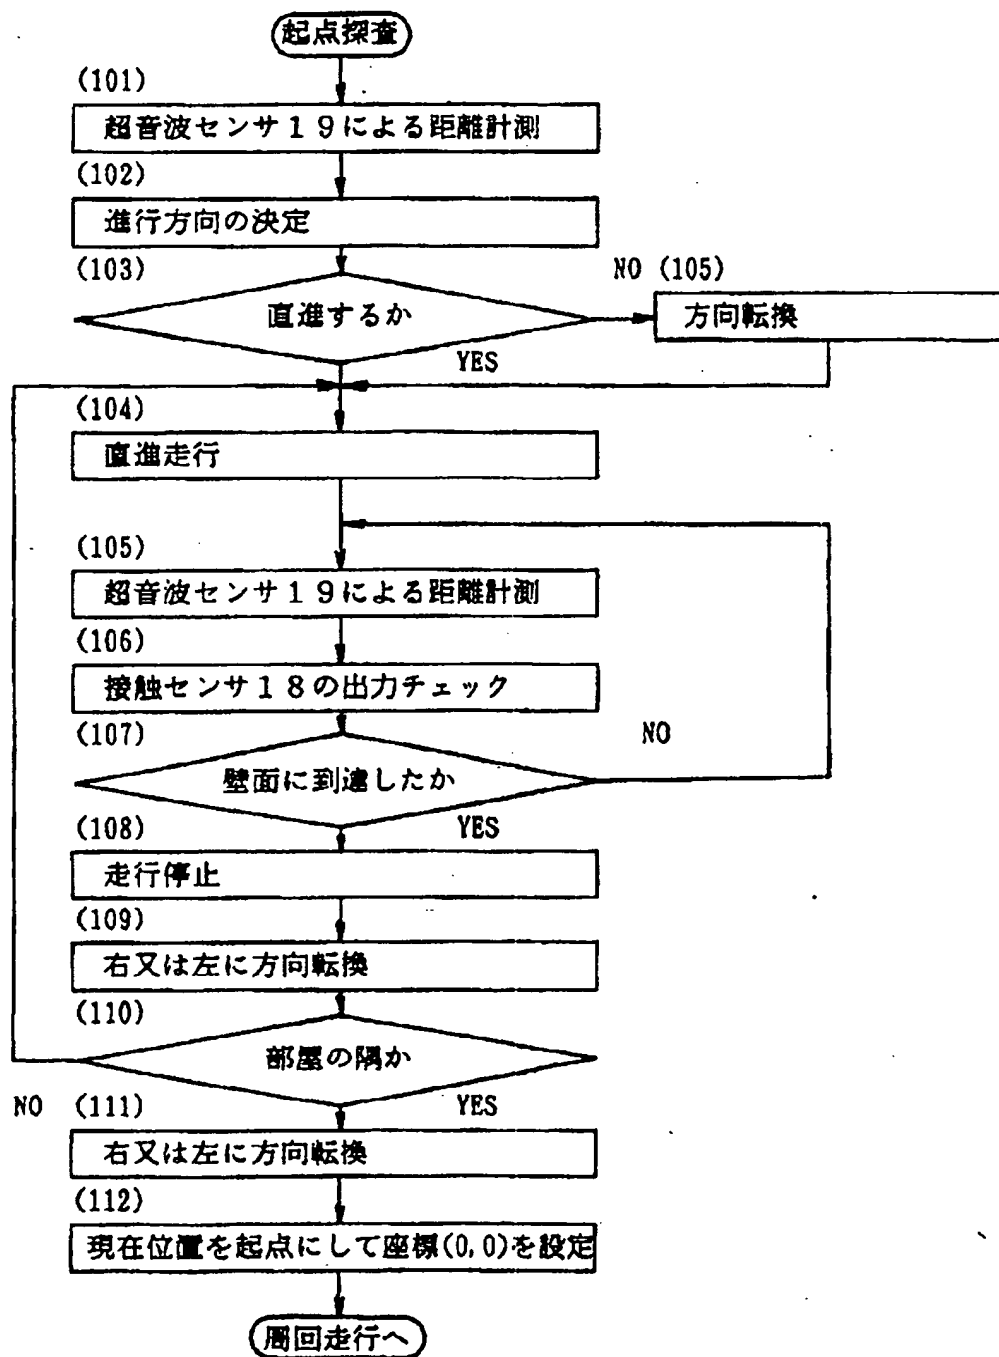 起点探査
(101)
超音波センサ19による距離計測
(102)
進行方向の決定
(103)
NO (105)
直進するか
方向転換
YES
(104)
直進走行
(105)
超音波センサ19による距離計測
(106)
接触センサ18の出力チェック
(107)
NO
壁面に到達したか
(108)
YES
走行停止
(109)
右又は左に方向転換
(110)
部屋の隅か
NO (111)
YES
右又は左に方向転換
(112)
現在位置を起点にして座標(0,0)を設定
周回走行へ